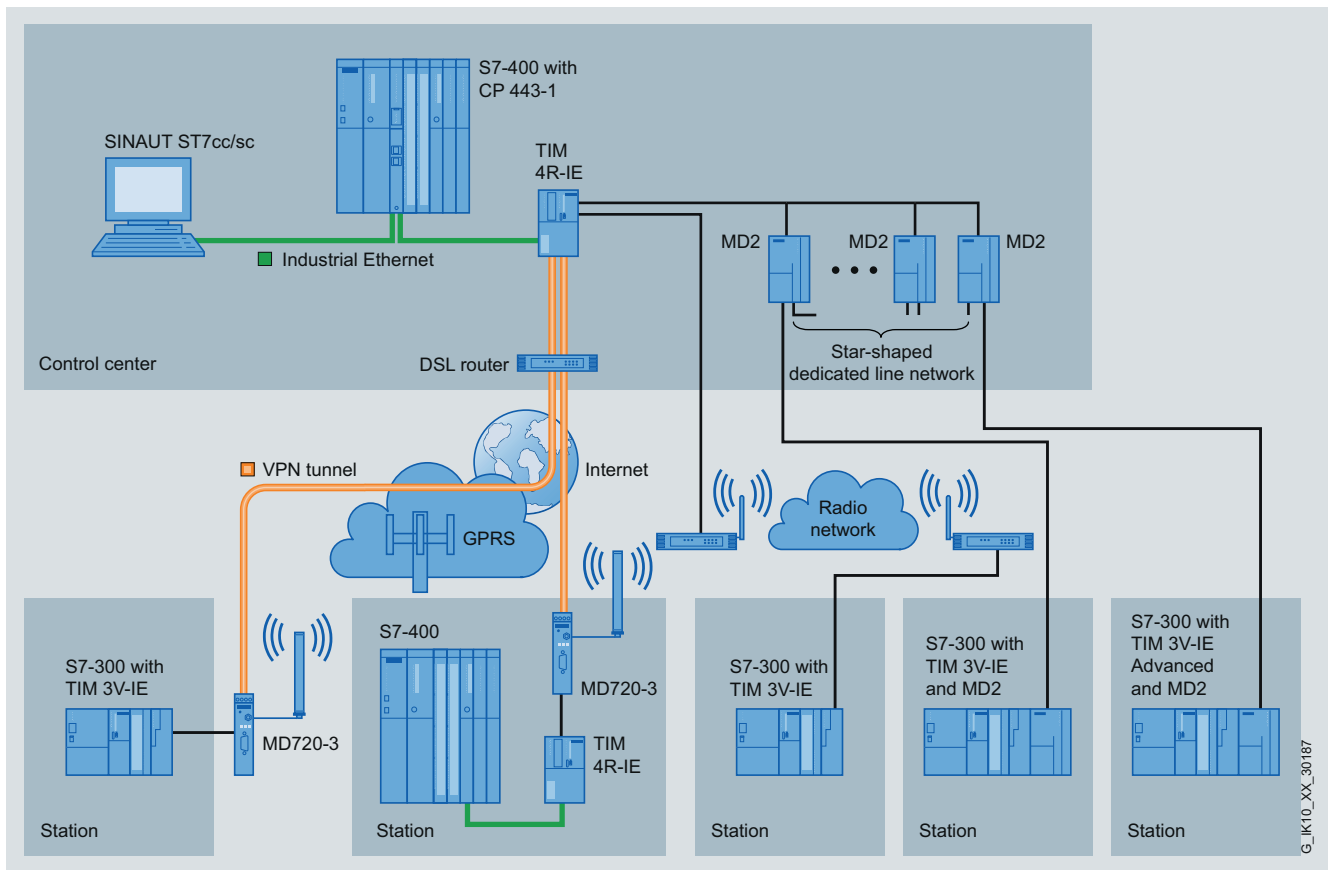 S7-400 with
CP 443-1
SINAUT ST7cc/sc
TIM
4R-IE
MD2
MD2
MD2
Industrial Ethernet
Star-shaped
dedicated line network
Control center
DSL router
VPN tunnel
Internet
GPRS
Radio
network
S7-300 with
TIM 3V-IE
MD720-3
Station
S7-400
MD720-3
TIM
4R-IE
Station
S7-300 with
TIM 3V-IE
Station
S7-300 with
TIM 3V-IE
and MD2
Station
S7-300 with
TIM 3V-IE
Advanced
and MD2
Station
G_IK10_XX_30187